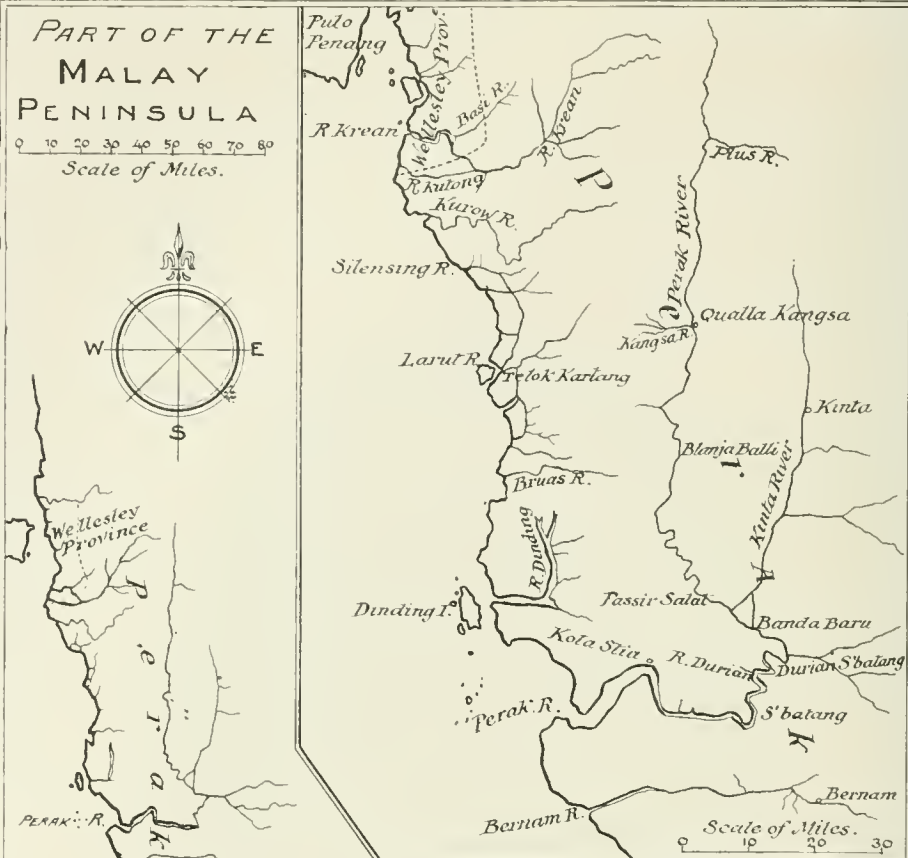 PART OF THE
MALAY
PENINSULA
0 10 20 30 40 50 60 70 80
Scale of Miles.
W E
S
Wellesley
Province
P e r a k
PERAK R.
Pulo
Penang
Wellesley Prov.
Basi R.
R. Krean
R Krean
R Kutong
Kurow R.
Silensing R.
Larut R.
Telok Kartang
Bruas R.
R. Dinding
Dinding I.
Plus R.
Perak River
Qualla Kangsa
Kangsa R.
Kinta
Blanja Balli
Kinta River
Passir Salat
Banda Baru
Kota Stia
R. Durian
Durian S'batang
S'batang
Perak R.
Bernam
Bernam R.
Scale of Miles.
0 10 20 30